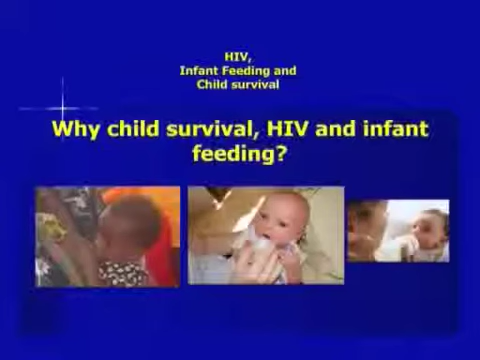 HIV,
Infant Feeding and
Child survival
Why child survival, HIV and infant
feeding?